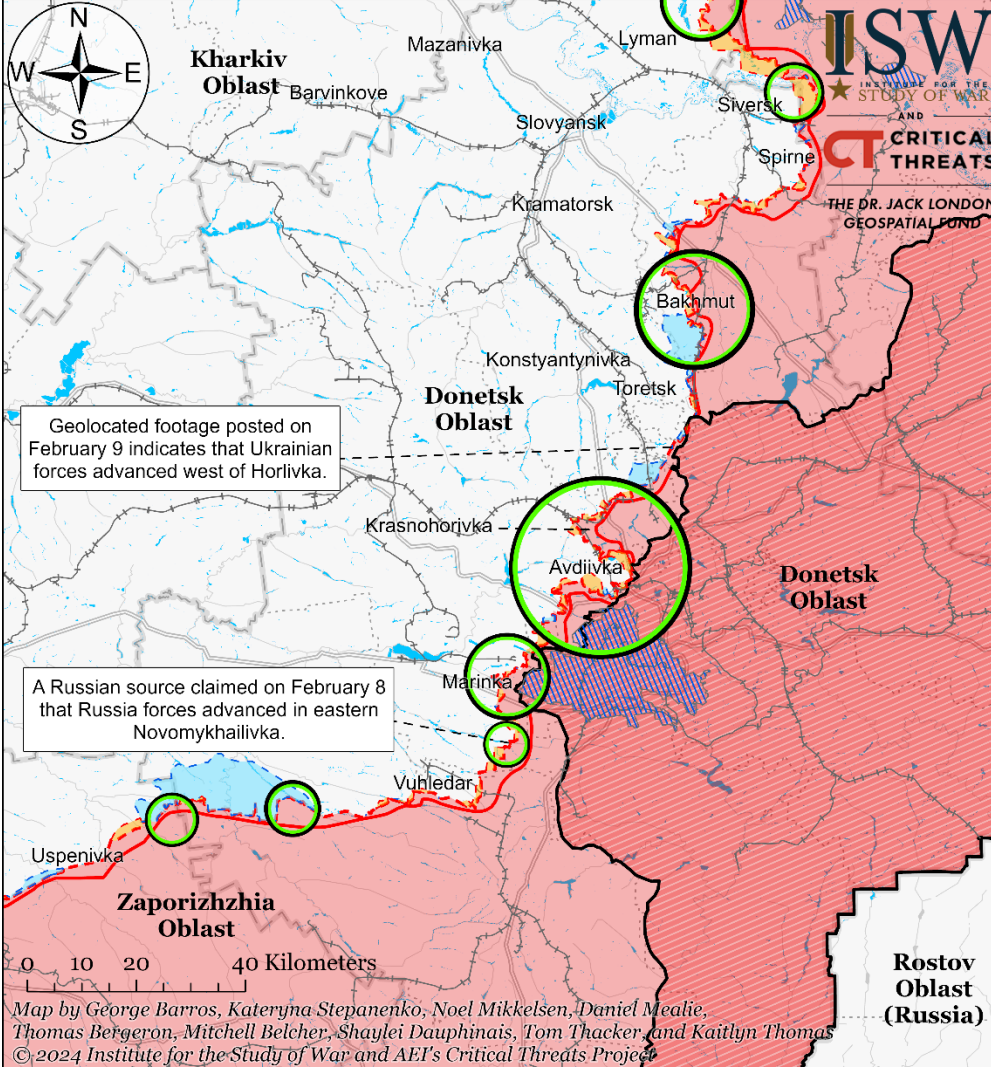 N
W
E
S
Kharkiv
Oblast
Mazanivka
Lyman
ISW
INSTITUTE FOR THE
STUDY OF WAR
AND
CT CRITICAL
THREATS
THE DR. JACK LONDON
GEOSPATIAL FUND
Barvinkove
Siversk
Slovyansk
Spirne
Kramatorsk
Bakhmut
Konstyantynivka
Toretsk
Donetsk
Oblast
Geolocated footage posted on
February 9 indicates that Ukrainian
forces advanced west of Horlivka.
Krasnohorivka
Avdiivka
Donetsk
Oblast
Marinka
A Russian source claimed on February 8
that Russia forces advanced in eastern
Novomykhailivka.
Vuhledar
Uspenivka
Zaporizhzhia
Oblast
0 10 20 40 Kilometers
Rostov
Oblast
(Russia)
Map by George Barros, Kateryna Stepanenko, Noel Mikkelsen, Daniel Mealie,
Thomas Bergeron, Mitchell Belcher, Shaylei Dauphinais, Tom Thacker, and Kaitlyn Thomas
© 2024 Institute for the Study of War and AEI's Critical Threats Project